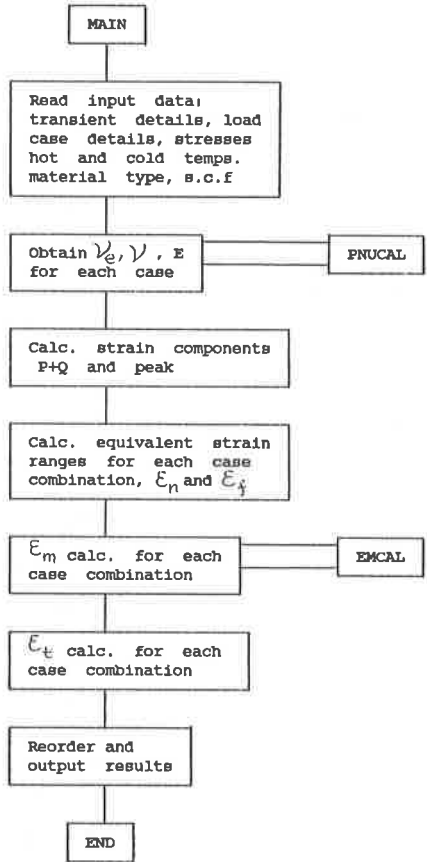 MAIN
Read input data:
transient details, load
case details, stresses
hot and cold temps.
material type, s.c.f
Obtain νe, ν, E
for each case
PNUCAL
Calc. strain components
P+Q and peak
Calc. equivalent strain
ranges for each case
combination, εn and εf
εm calc. for each
case combination
EMCAL
εt calc. for each
case combination
Reorder and
output results
END